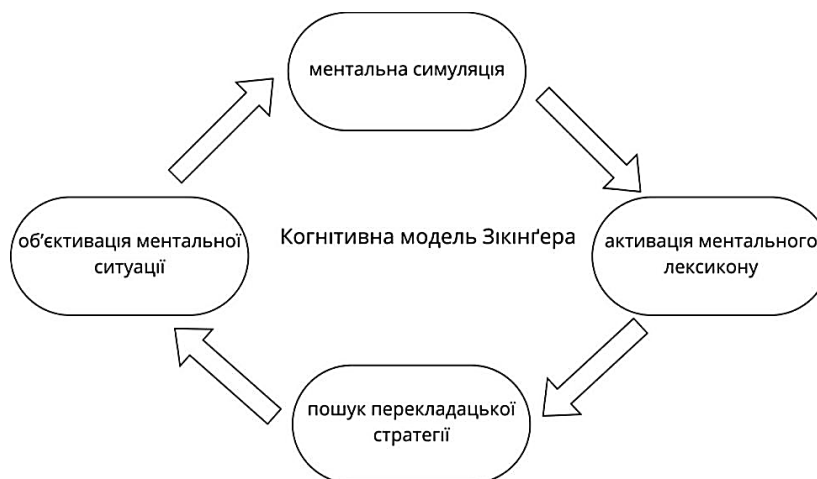 ментальна симуляція
об'єктивація ментальної
ситуації
Когнітивна модель Зікінґера
активація ментального
лексикону
пошук перекладацької
стратегії